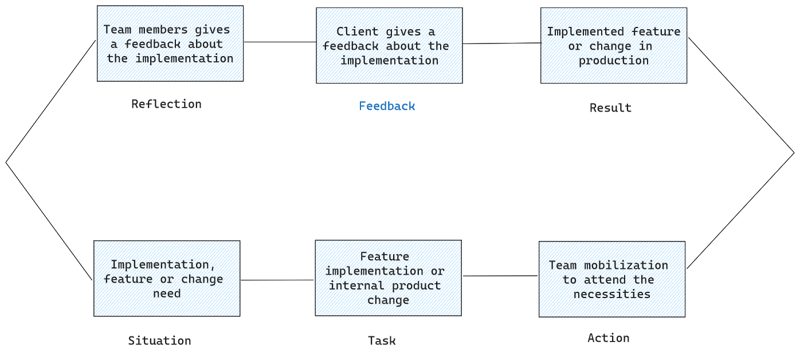 Team members gives
a feedback about
the implementation
Client gives a
feedback about the
implementation
Implemented feature
or change in
production
Reflection
Feedback
Result
Implementation,
feature or change
need
Feature
implementation or
internal product
change
Team mobilization
to attend the
necessities
Situation
Task
Action